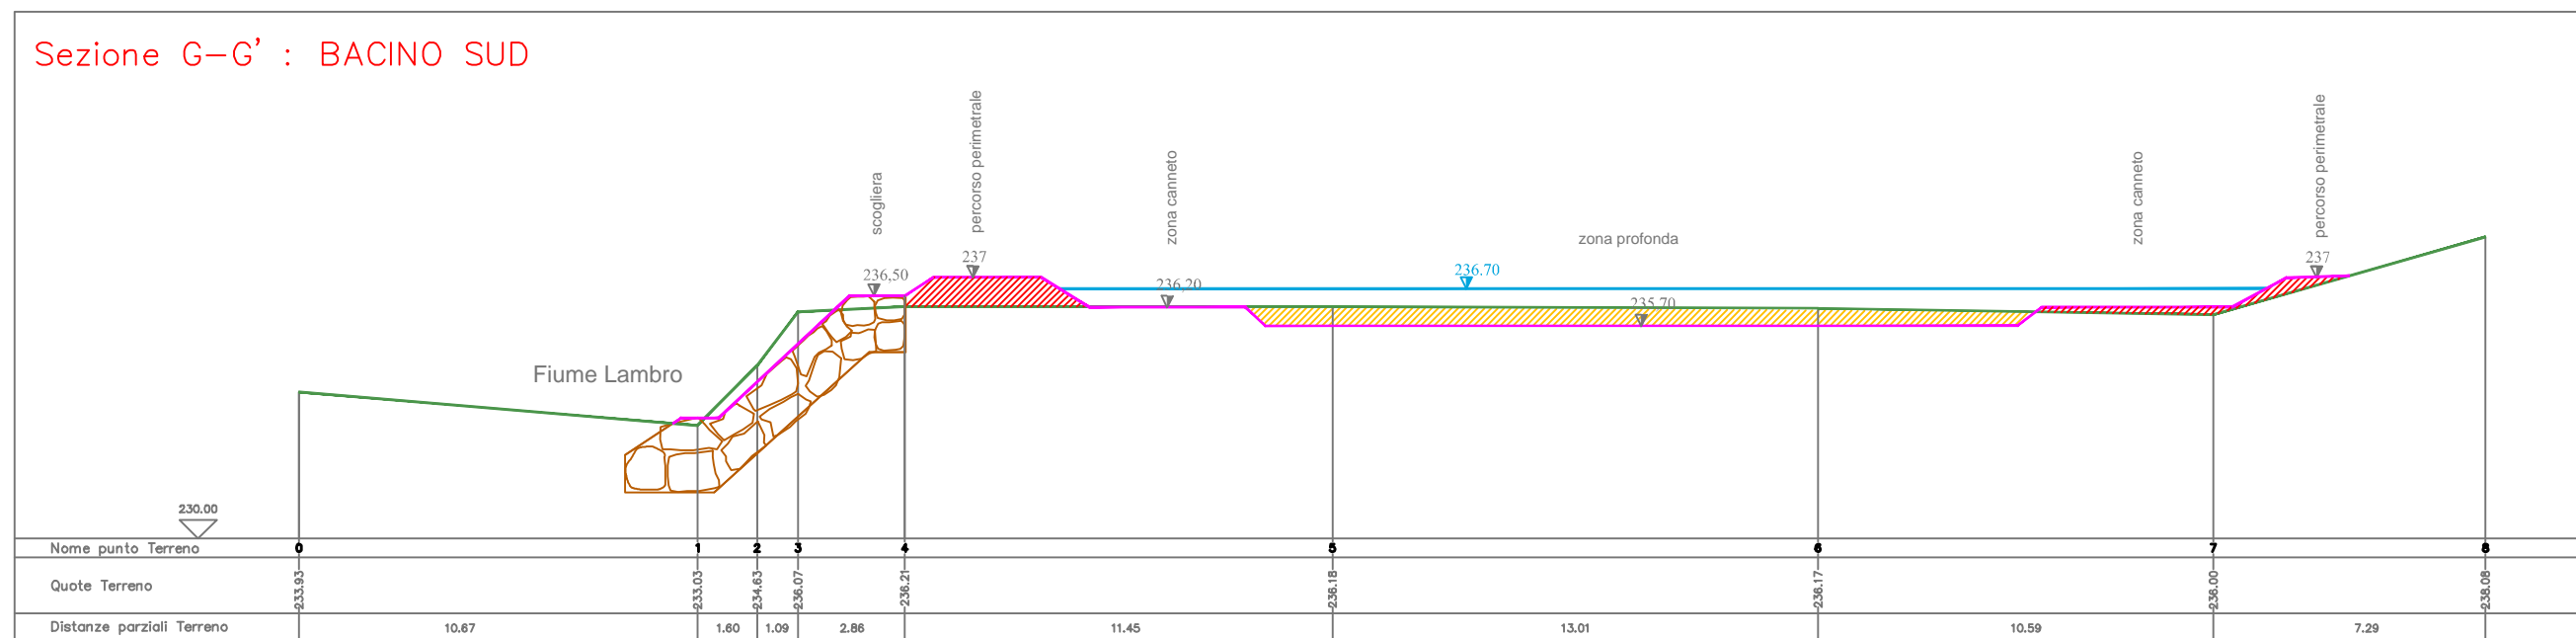 Sezione G-G' : BACINO SUD
scogliera
percorso perimetrale
zona canneto
zona profonda
zona canneto
percorso perimetrale
236,50
237
236,20
236.70
235.70
237
Fiume Lambro
230.00
Nome punto Terreno 0 1 2 3 4 5 6 7 8
Quote Terreno 233.93 233.03 234.63 236.07 236.21 236.18 236.17 236.00 238.08
Distanze parziali Terreno 10.67 1.60 1.09 2.86 11.45 13.01 10.59 7.29